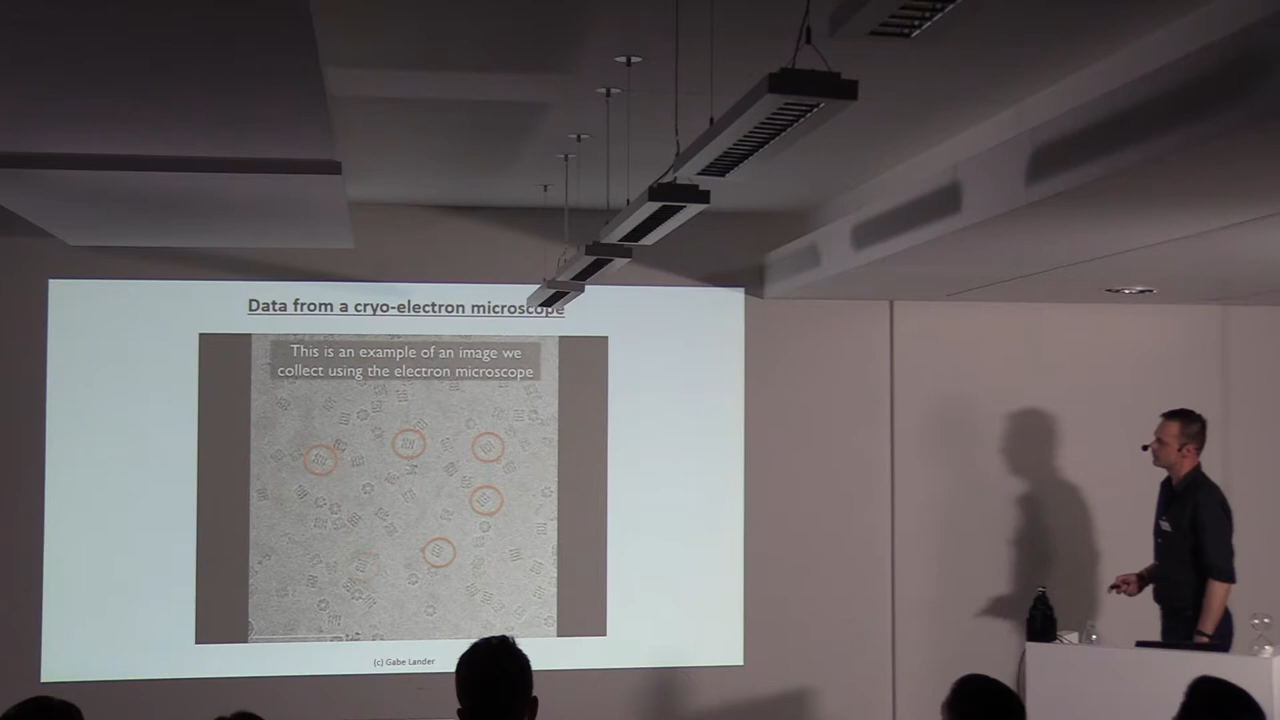 Data from a cryo-electron microscope
This is an example of an image we
collect using the electron microscope
(c) Gabe Lander